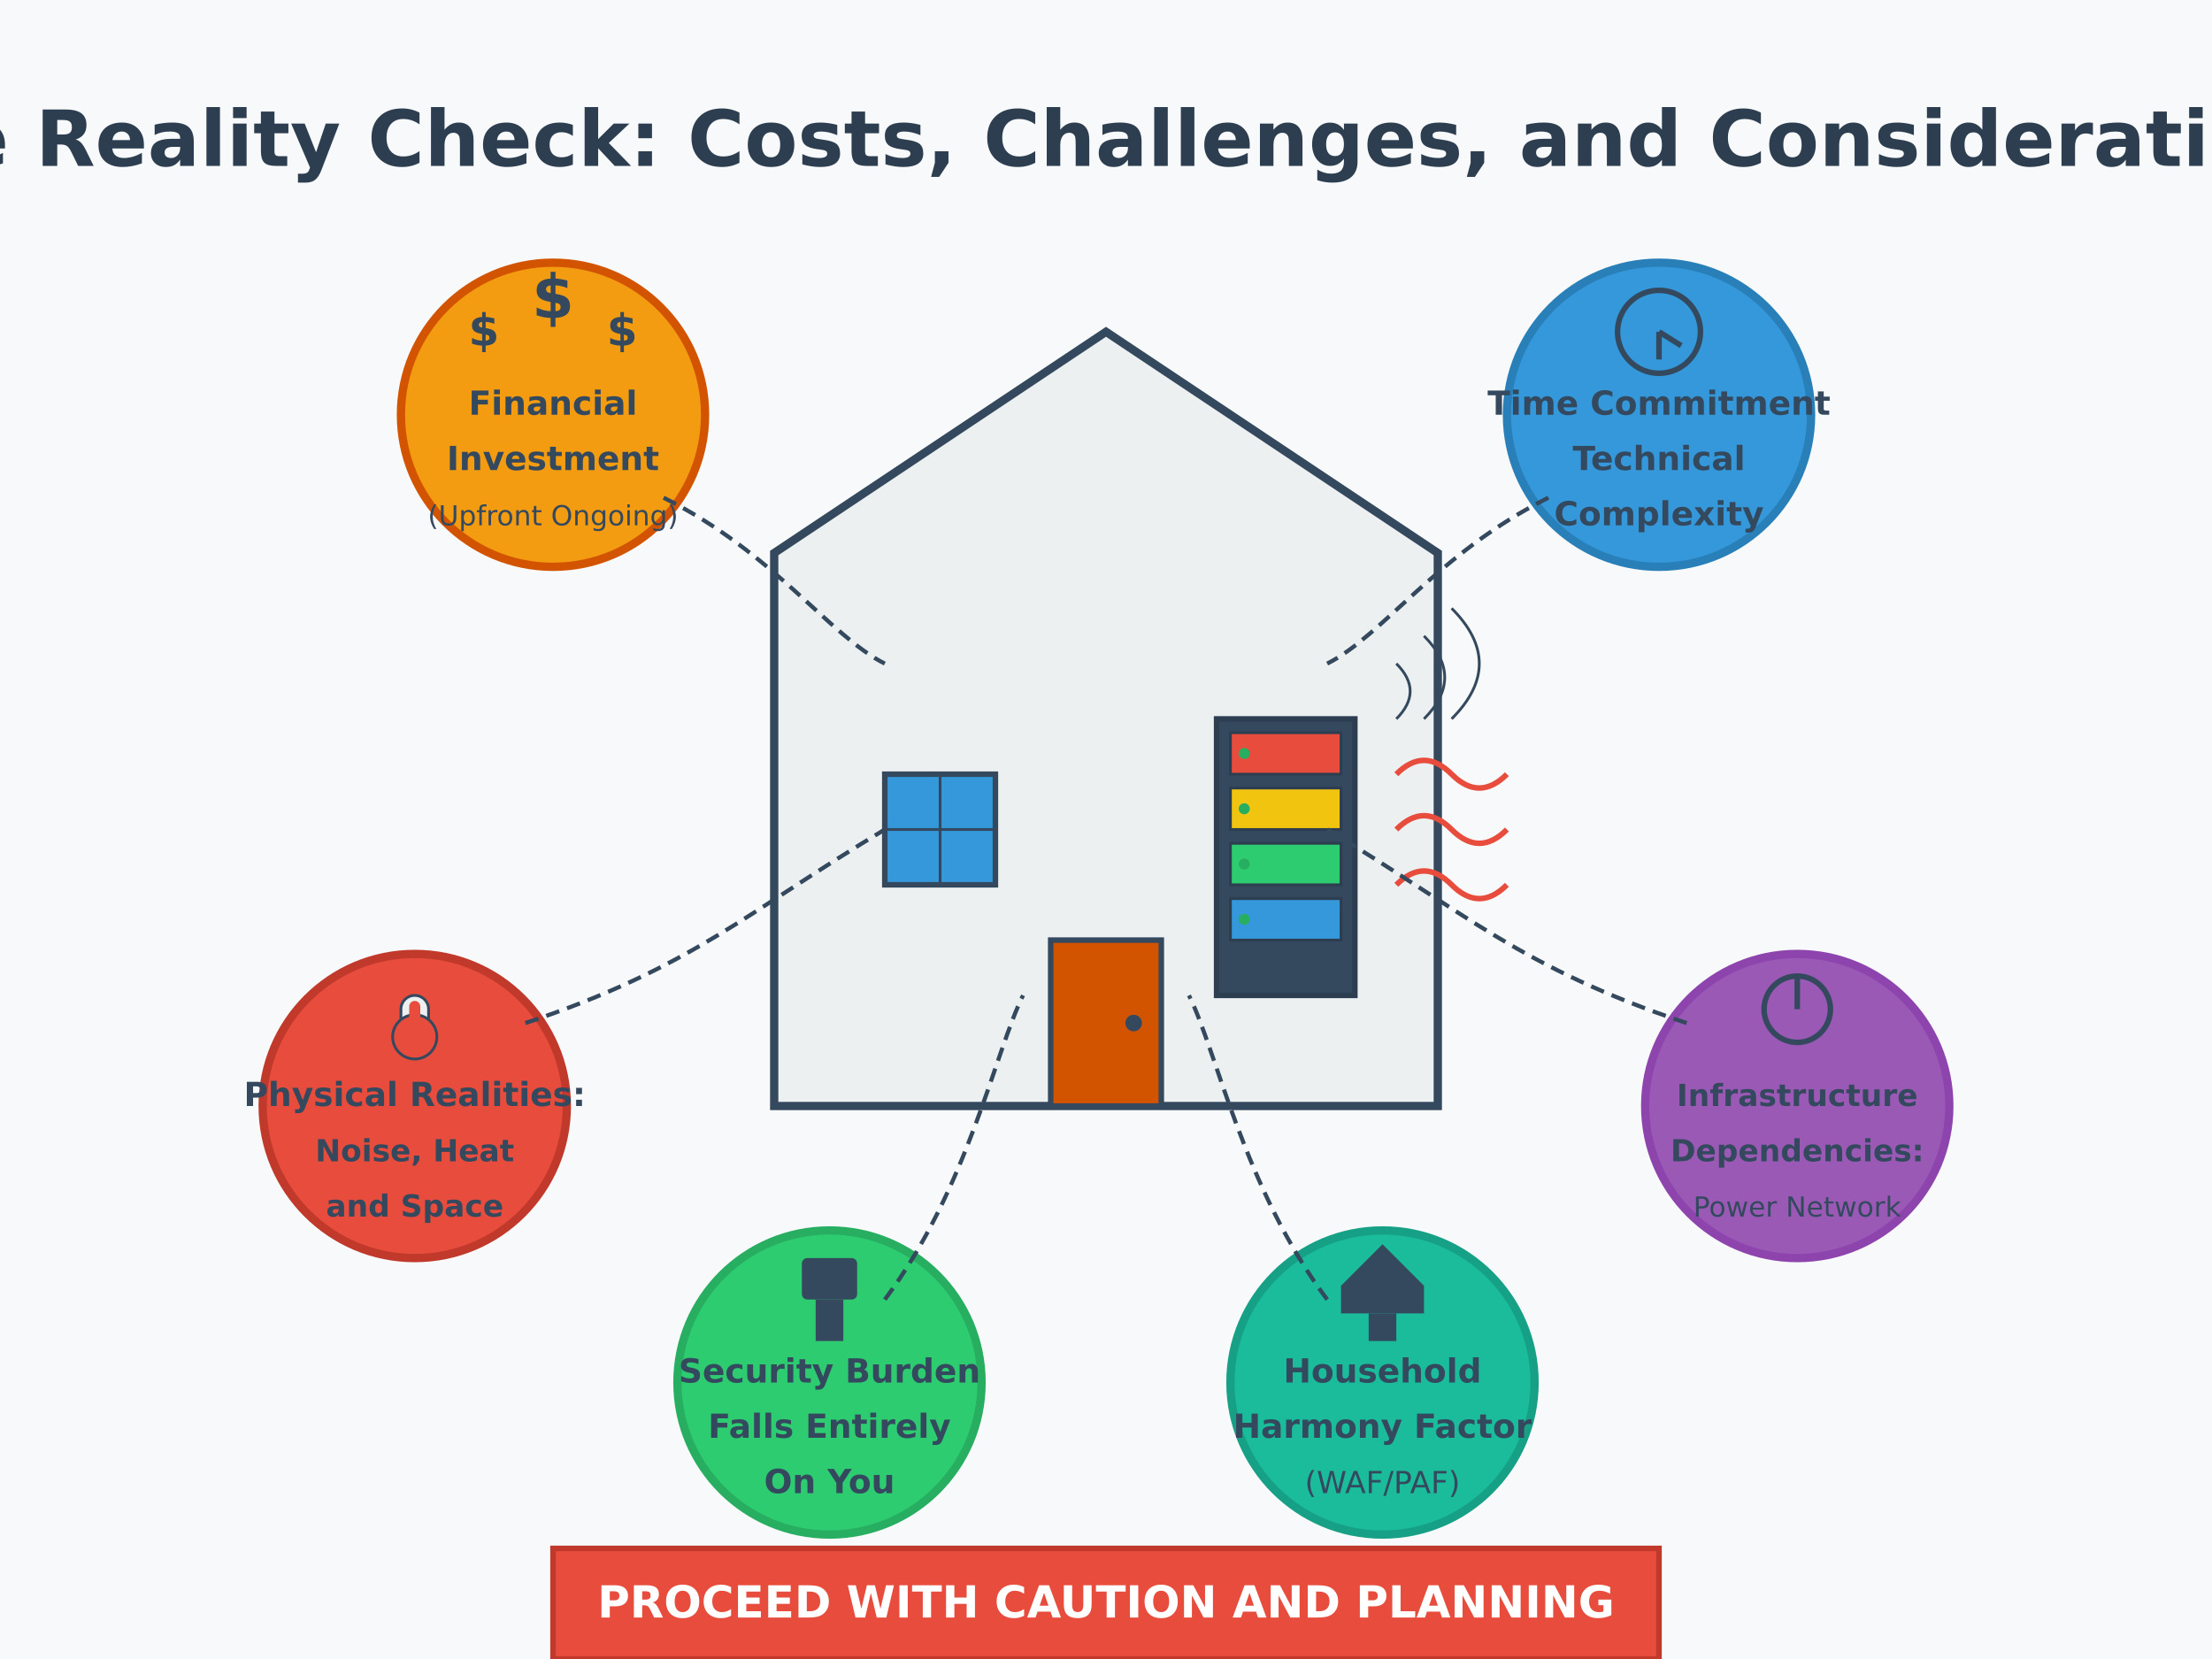 e Reality Check: Costs, Challenges, and Considerati
$
$ $
Financial
Investment
(Upfront Ongoing)
Time Commitment
Technical
Complexity
Physical Realities:
Noise, Heat
and Space
Infrastructure
Dependencies:
Power Network
Security Burden
Falls Entirely
On You
Household
Harmony Factor
(WAF/PAF)
PROCEED WITH CAUTION AND PLANNING